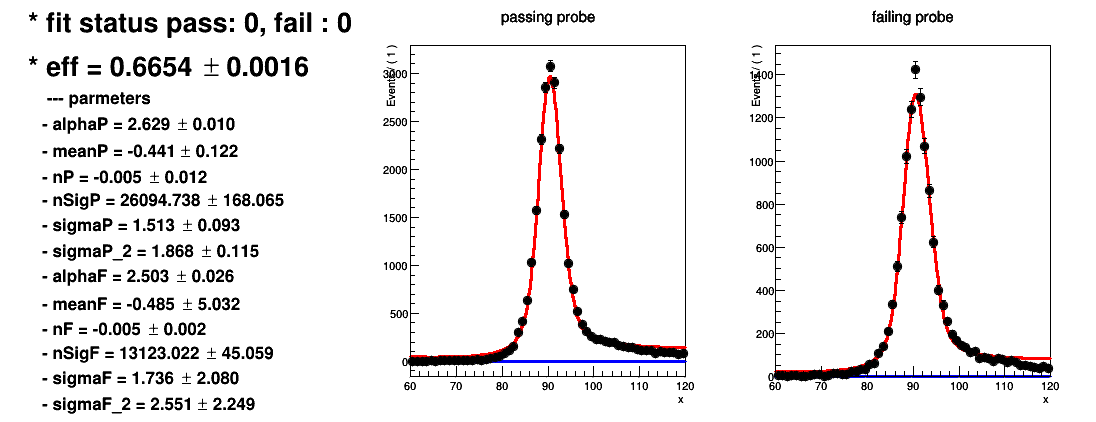 * fit status pass: 0, fail : 0
* eff = 0.6654 ± 0.0016
--- parmeters
- alphaP = 2.629 ± 0.010
- meanP = -0.441 ± 0.122
- nP = -0.005 ± 0.012
- nSigP = 26094.738 ± 168.065
- sigmaP = 1.513 ± 0.093
- sigmaP_2 = 1.868 ± 0.115
- alphaF = 2.503 ± 0.026
- meanF = -0.485 ± 5.032
- nF = -0.005 ± 0.002
- nSigF = 13123.022 ± 45.059
- sigmaF = 1.736 ± 2.080
- sigmaF_2 = 2.551 ± 2.249
passing probe
Events / ( 1 )
3000
2500
2000
1500
1000
500
0
60 70 80 90 100 110 120
x
failing probe
Events / ( 1 )
1400
1200
1000
800
600
400
200
0
60 70 80 90 100 110 120
x